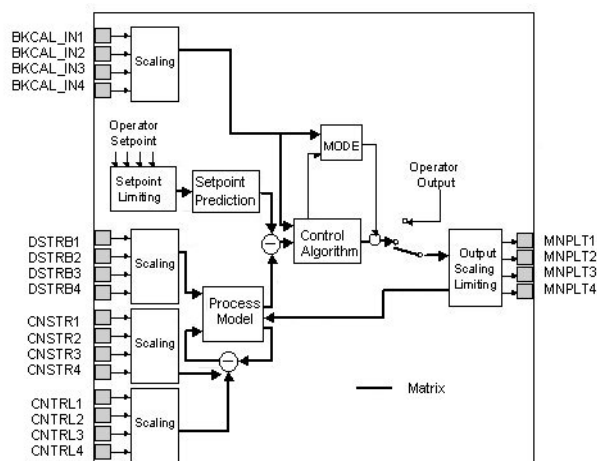 BKCAL_IN1
BKCAL_IN2
BKCAL_IN3
BKCAL_IN4
Scaling
Operator
Setpoint
MODE
Operator
Output
Setpoint
Limiting
Setpoint
Prediction
Control
Algorithm
Output
Scaling
Limiting
MNPLT1
MNPLT2
MNPLT3
MNPLT4
DSTRB1
DSTRB2
DSTRB3
DSTRB4
Scaling
Process
Model
CNSTR1
CNSTR2
CNSTR3
CNSTR4
Scaling
Matrix
CNTRL1
CNTRL2
CNTRL3
CNTRL4
Scaling